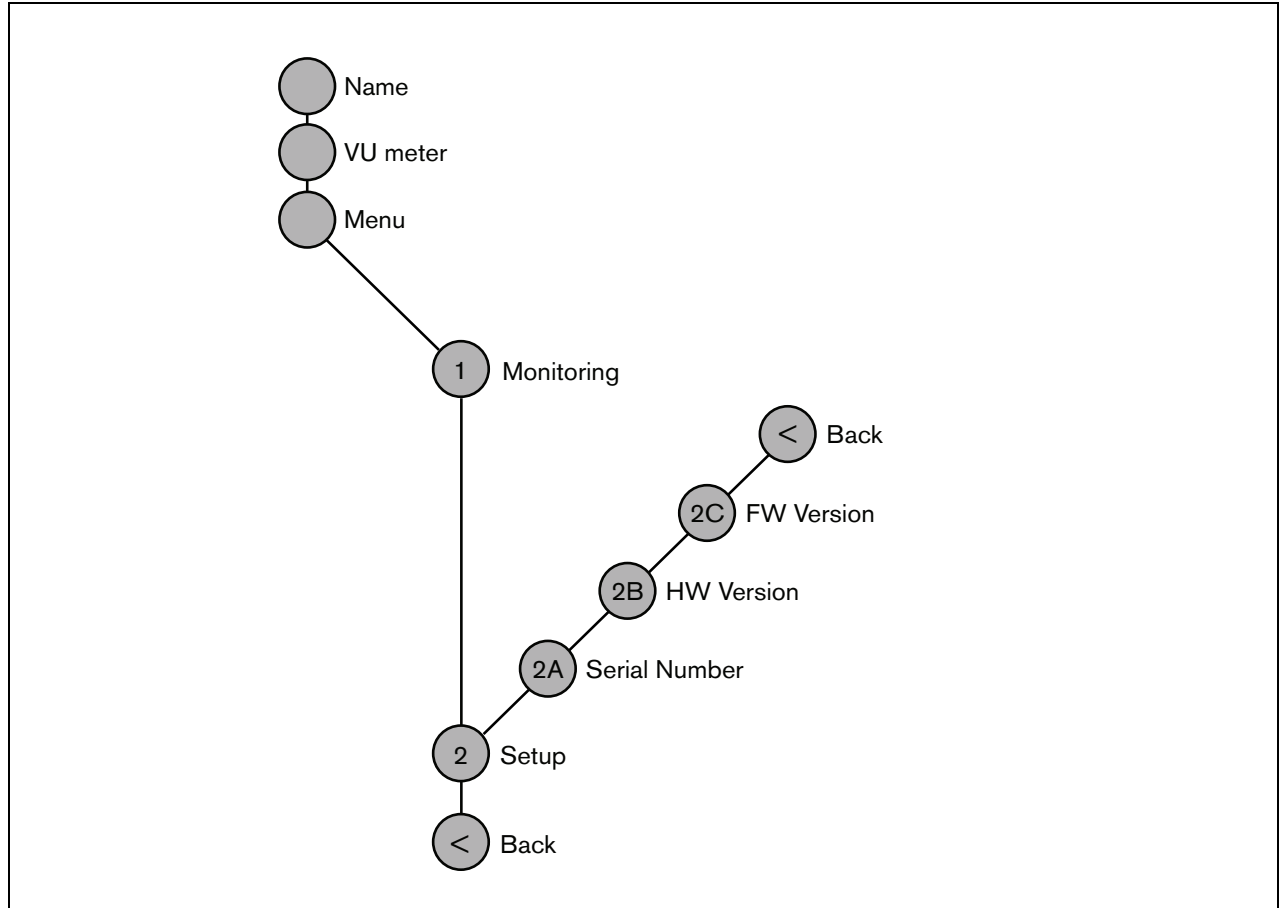 Name
VU meter
Menu
1 Monitoring
< Back
2C FW Version
2B HW Version
2A Serial Number
2 Setup
< Back